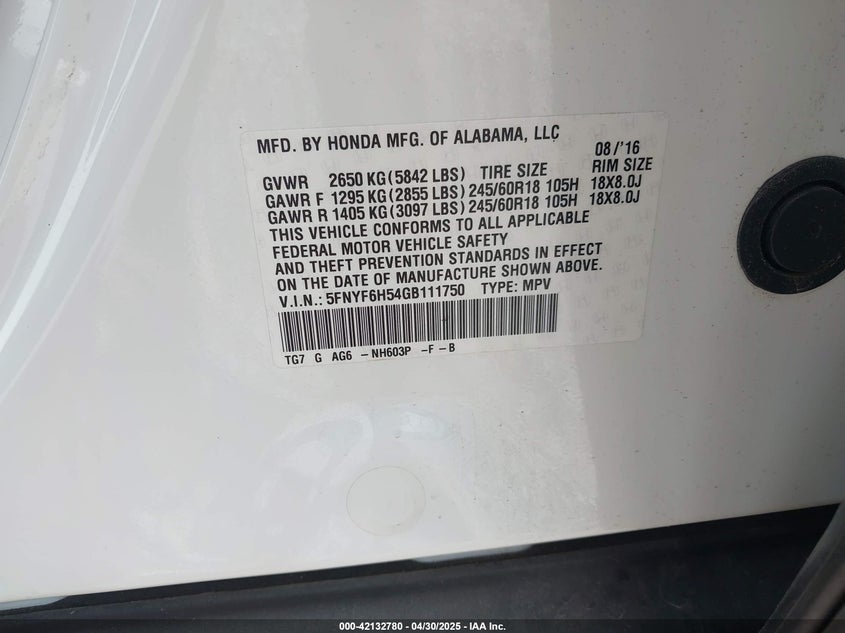 MFD. BY HONDA MFG. OF ALABAMA, LLC 08/'16
GVWR 2650 KG(5842 LBS) TIRE SIZE RIM SIZE
GAWR F 1295 KG(2855 LBS) 245/60R18 105H 18X8.0J
GAWR R 1405 KG(3097 LBS) 245/60R18 105H 18X8.0J
THIS VEHICLE CONFORMS TO ALL APPLICABLE
FEDERAL MOTOR VEHICLE SAFETY
AND THEFT PREVENTION STANDARDS IN EFFECT
ON THE DATE OF MANUFACTURE SHOWN ABOVE.
V.I.N.: 5FNYF6H54GB111750 TYPE: MPV
TG7 G AG6 -NH603P -F-B
000-42132780 04/30/2025 IAA Inc.